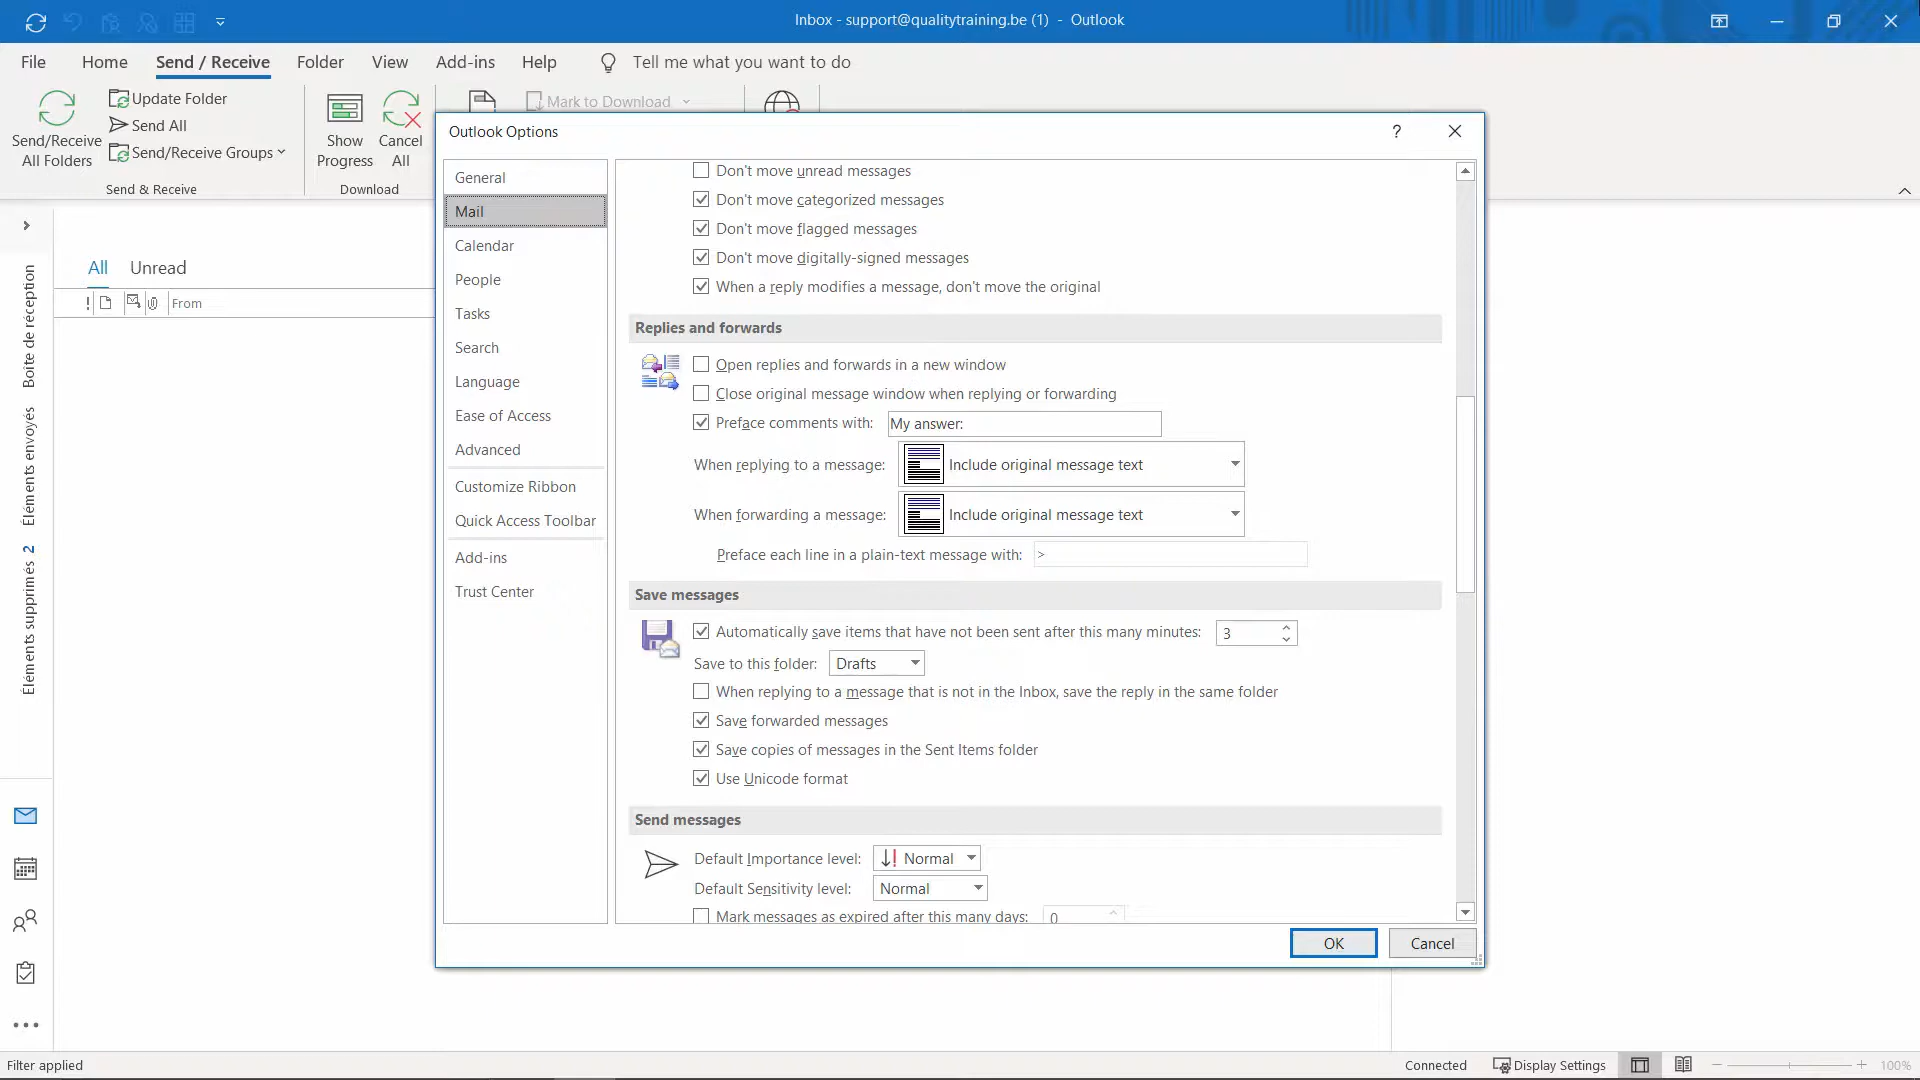 Inbox - support@qualitytraining.be (1) - Outlook
File Home Send / Receive Folder View Add-ins Help Tell me what you want to do
Send/Receive All Folders
Update Folder
Send All
Send/Receive Groups
Send & Receive
Show Progress
Cancel All
Download
Mark to Download
Boîte de réception
Éléments envoyés
Éléments supprimés 2
All Unread
! From
Outlook Options
?
General
Mail
Calendar
People
Tasks
Search
Language
Ease of Access
Advanced
Customize Ribbon
Quick Access Toolbar
Add-ins
Trust Center
Don't move unread messages
Don't move categorized messages
Don't move flagged messages
Don't move digitally-signed messages
When a reply modifies a message, don't move the original
Replies and forwards
Open replies and forwards in a new window
Close original message window when replying or forwarding
Preface comments with: My answer:
When replying to a message: Include original message text
When forwarding a message: Include original message text
Preface each line in a plain-text message with: >
Save messages
Automatically save items that have not been sent after this many minutes: 3
Save to this folder: Drafts
When replying to a message that is not in the Inbox, save the reply in the same folder
Save forwarded messages
Save copies of messages in the Sent Items folder
Use Unicode format
Send messages
Default Importance level: Normal
Default Sensitivity level: Normal
Mark messages as expired after this many days: 0
OK Cancel
Filter applied
Connected Display Settings 100%